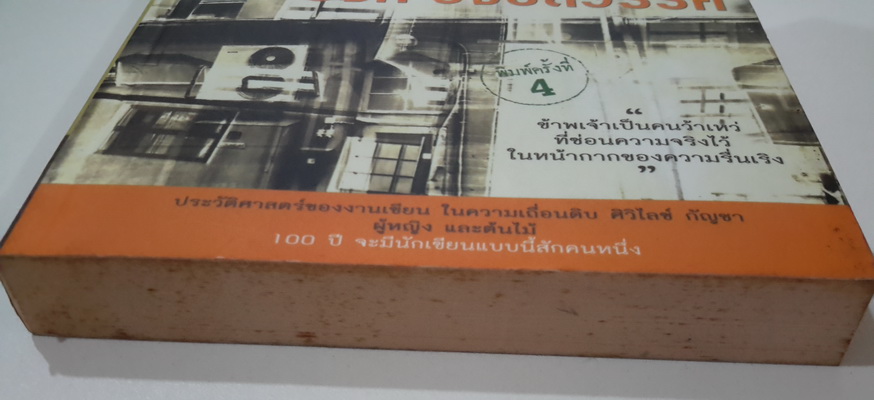 พิมพ์ครั้งที่
4
“
ข้าพเจ้าเป็นคนว้าเหว่
ที่ซ่อนความจริงไว้
ในหน้ากากของความรื่นเริง
”
ประวัติศาสตร์ของงานเขียน ในความเถื่อนดิบ ศิวิไลซ์ กัญชา
ผู้หญิง และต้นไม้
100 ปี จะมีนักเขียนแบบนี้สักคนหนึ่ง